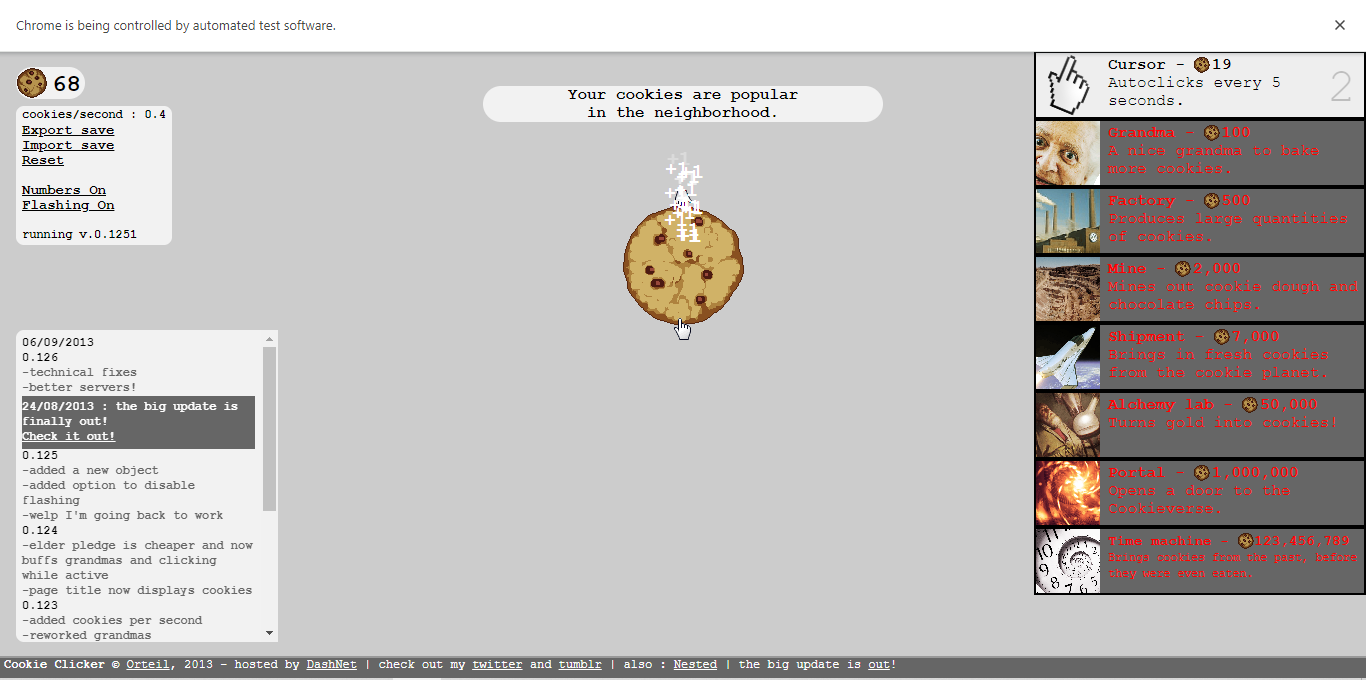 Chrome is being controlled by automated test software.
68
cookies/second : 0.4
Export save
Import save
Reset
Numbers On
Flashing On
running v.0.1251
Your cookies are popular
in the neighborhood.
+1
+1
+1
+1
+1
06/09/2013
0.126
-technical fixes
-better servers!
24/08/2013 : the big update is
finally out!
Check it out!
0.125
-added a new object
-added option to disable
flashing
-welp I'm going back to work
0.124
-elder pledge is cheaper and now
buffs grandmas and clicking
while active
-page title now displays cookies
0.123
-added cookies per second
-reworked grandmas
Cursor - 19
Autoclicks every 5
seconds.
2
Grandma - 100
A nice grandma to bake
more cookies.
Factory - 500
Produces large quantities
of cookies.
Mine - 2,000
Mines out cookie dough and
chocolate chips.
Shipment - 7,000
Brings in fresh cookies
from the cookie planet.
Alchemy lab - 50,000
Turns gold into cookies!
Portal - 1,000,000
Opens a door to the
Cookieverse.
Time machine - 123,456,789
Brings cookies from the past, before
they were even eaten.
Cookie Clicker © Orteil, 2013 - hosted by DashNet | check out my twitter and tumblr | also : Nested | the big update is out!